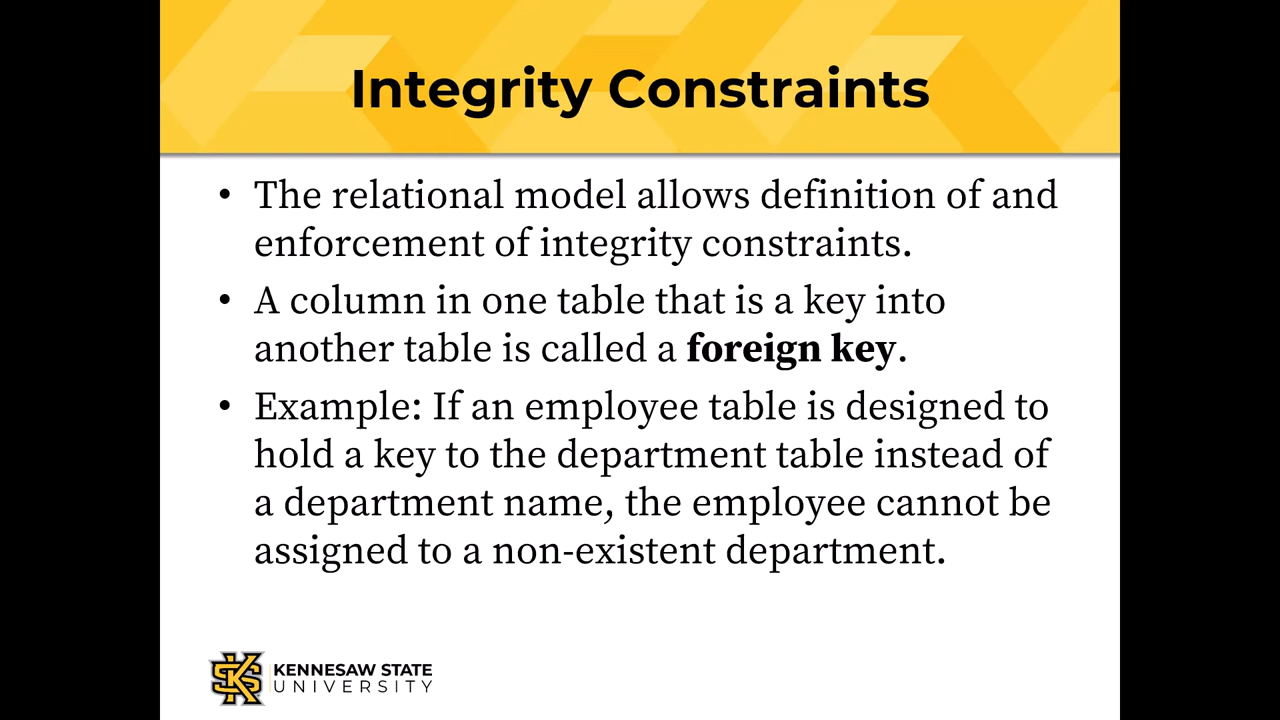 Integrity Constraints
• The relational model allows definition of and
enforcement of integrity constraints.
• A column in one table that is a key into
another table is called a foreign key.
• Example: If an employee table is designed to
hold a key to the department table instead of
a department name, the employee cannot be
assigned to a non-existent department.
KENNESAW STATE
UNIVERSITY